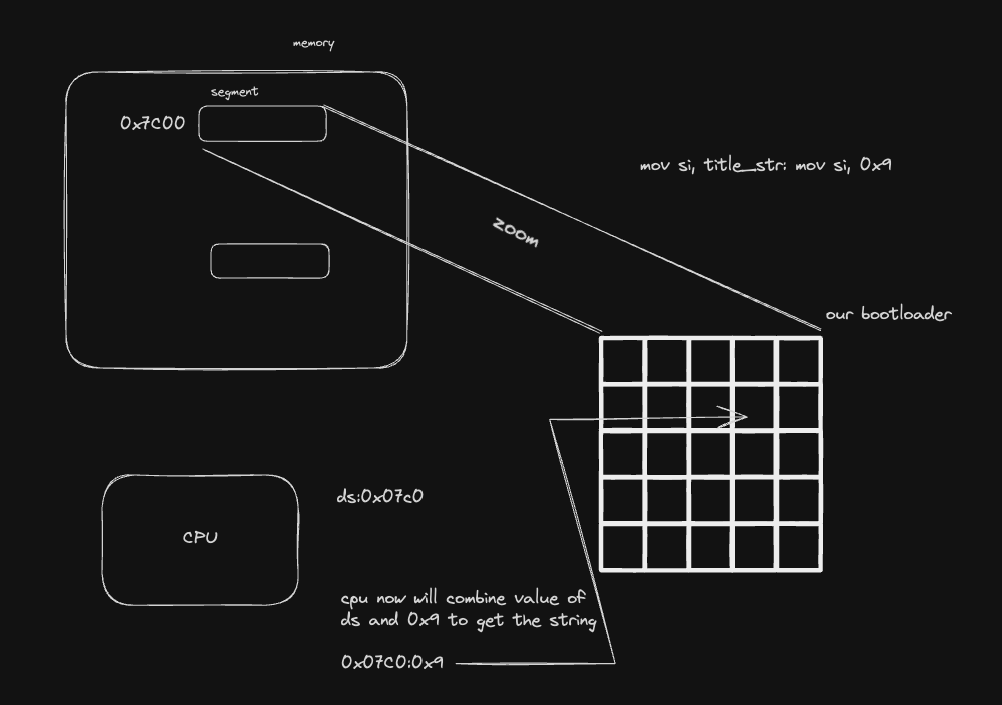 memory
segment
0x7C00
mov si, title_str: mov si, 0x9
zoom
our bootloader
ds:0x07c0
CPU
cpu now will combine value of
ds and 0x9 to get the string
0x07C0:0x9